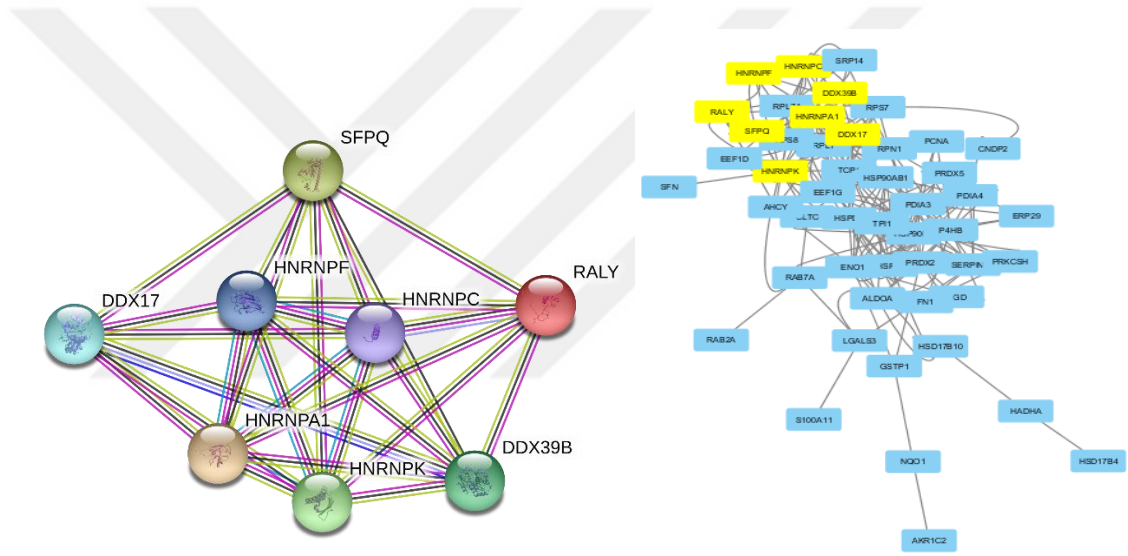 SFPQ
HNRNPF
RALY
DDX17
HNRNPC
HNRNPA1
DDX39B
HNRNPK
SRP14
HNRNPF
DDX39B
RALY
RPS7
HNRNPA1
SFPQ
DDX17
PCNA
RPN1
CNDP2
EEF1D
HNRNPK
HSP90AB1
PRDX5
SFN
EEF1G
PDIA4
AHCY
PDIA3
ERP29
TPI1
P4HB
ENO1
PRDX2
SERPIN
PRKCSH
RAB7A
ALDOA
FN1
RAB2A
LGALS3
HSD17B10
GSTP1
S100A11
HADHA
NQO1
HSD17B4
AKR1C2